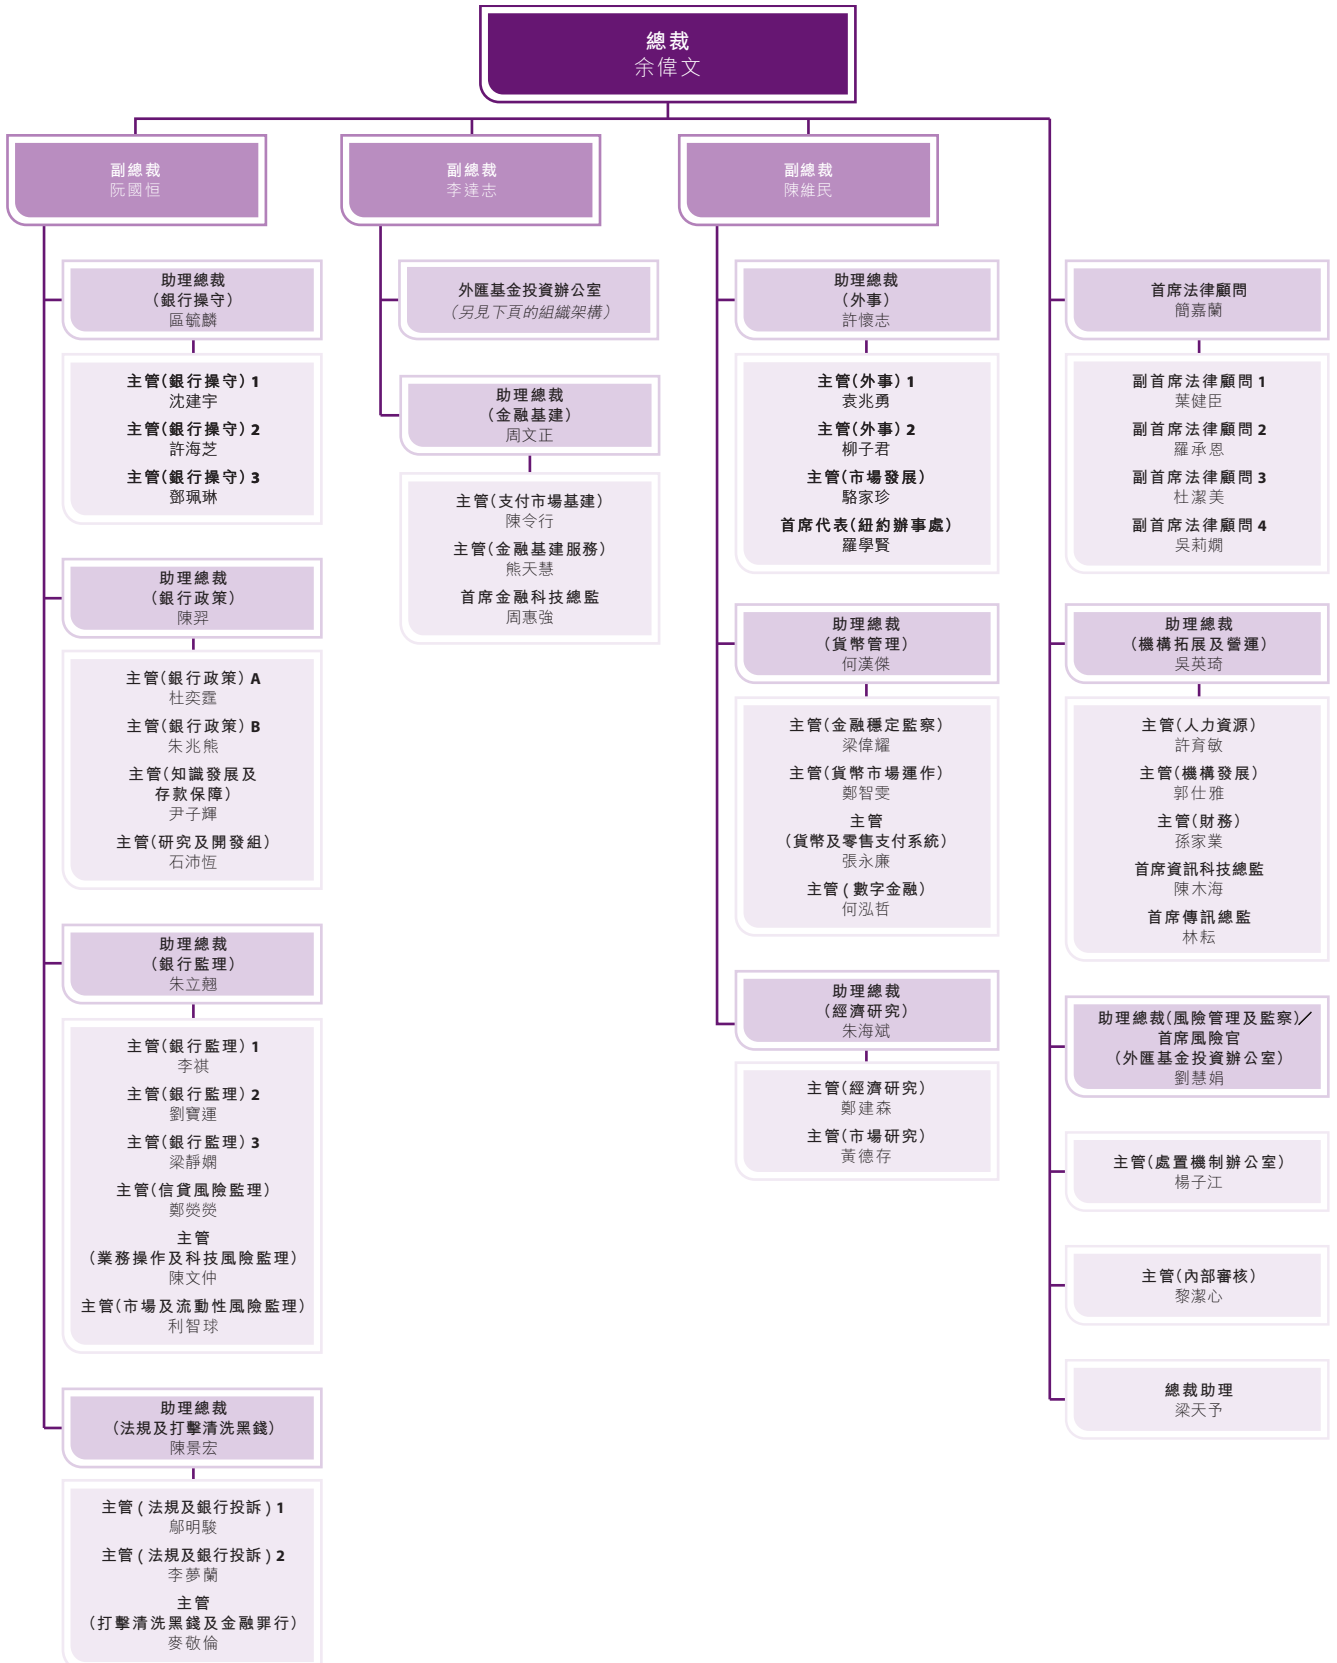 總裁
余偉文
副總裁
阮國恒
助理總裁
（銀行操守）
區毓麟
主管（銀行操守）1
沈建宇
主管（銀行操守）2
許海芝
主管（銀行操守）3
鄧珮琳
助理總裁
（銀行政策）
陳羿
主管（銀行政策）A
杜奕霆
主管（銀行政策）B
朱兆熊
主管（知識發展及
存款保障）
尹子輝
主管（研究及開發組）
石沛恆
助理總裁
（銀行監理）
朱立翹
主管（銀行監理）1
李祺
主管（銀行監理）2
劉寶運
主管（銀行監理）3
梁靜嫻
主管（信貸風險監理）
鄭熒熒
主管
（業務操作及科技風險監理）
陳文仲
主管（市場及流動性風險監理）
利智球
助理總裁
（法規及打擊清洗黑錢）
陳景宏
主管 ( 法規及銀行投訴 ) 1
鄔明駿
主管 ( 法規及銀行投訴 ) 2
李夢蘭
主管
（打擊清洗黑錢及金融罪行）
麥敬倫
副總裁
李達志
外匯基金投資辦公室
（另見下頁的組織架構）
助理總裁
（金融基建）
周文正
主管（支付市場基建）
陳令行
主管（金融基建服務）
熊天慧
首席金融科技總監
周惠強
副總裁
陳維民
助理總裁
（外事）
許懷志
主管（外事）1
袁兆勇
主管（外事）2
柳子君
主管（市場發展）
駱家珍
首席代表（紐約辦事處）
羅學賢
助理總裁
（貨幣管理）
何漢傑
主管（金融穩定監察）
梁偉耀
主管（貨幣市場運作）
鄭智雯
主管
（貨幣及零售支付系統）
張永廉
主管 ( 數字金融）
何泓哲
助理總裁
（經濟研究）
朱海斌
主管（經濟研究）
鄭建森
主管（市場研究）
黃德存
首席法律顧問
簡嘉蘭
副首席法律顧問 1
葉健臣
副首席法律顧問 2
羅承恩
副首席法律顧問 3
杜潔美
副首席法律顧問 4
吳莉嫺
助理總裁
（機構拓展及營運）
吳英琦
主管（人力資源）
許育敏
主管（機構發展）
郭仕雅
主管（財務）
孫家業
首席資訊科技總監
陳木海
首席傳訊總監
林耘
助理總裁（風險管理及監察）／
首席風險官
（外匯基金投資辦公室）
劉慧娟
主管（處置機制辦公室）
楊子江
主管（內部審核）
黎潔心
總裁助理
梁天予